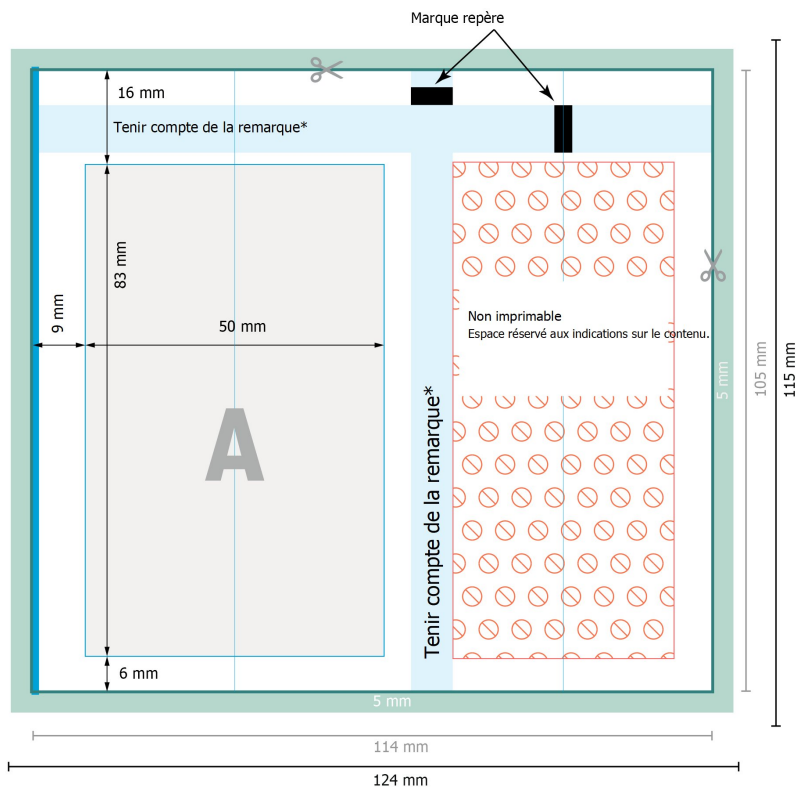 Marque repère
16 mm
Tenir compte de la remarque*
83 mm
9 mm
50 mm
Non imprimable
Espace réservé aux indications sur le contenu.
5 mm
105 mm
115 mm
A
Tenir compte de la remarque*
6 mm
5 mm
114 mm
124 mm